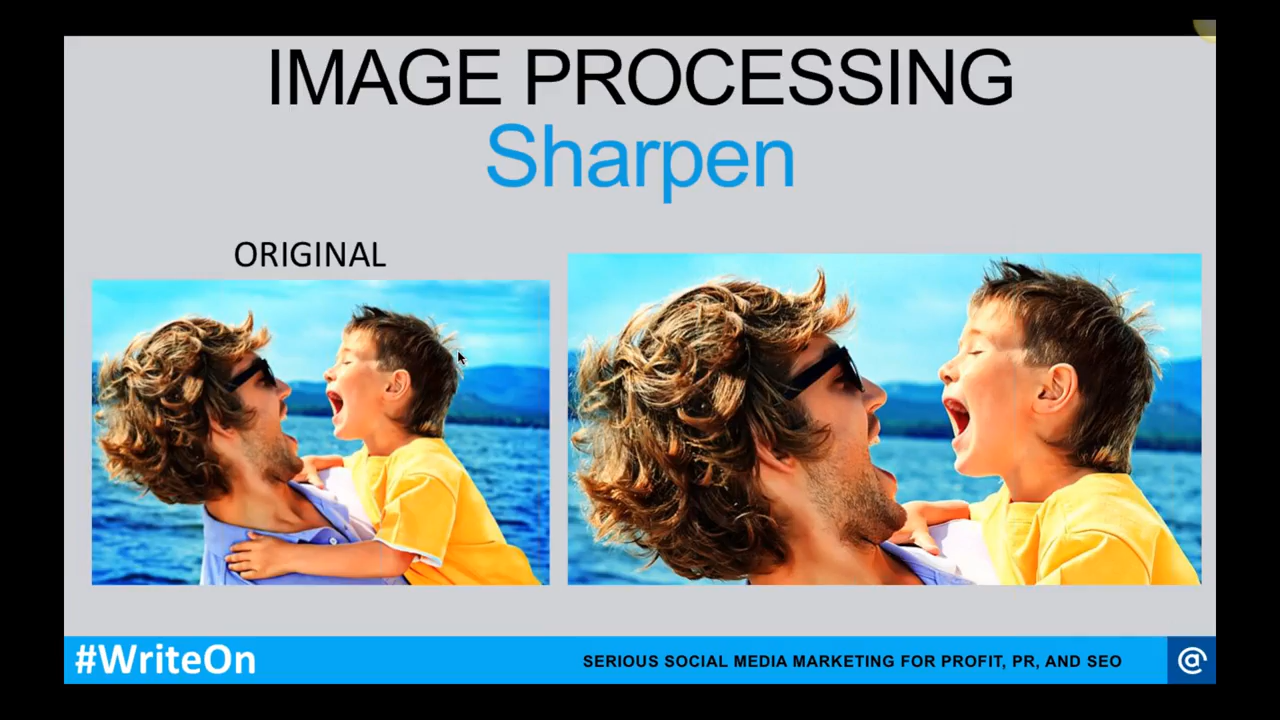 IMAGE PROCESSING
Sharpen
ORIGINAL
#WriteOn
SERIOUS SOCIAL MEDIA MARKETING FOR PROFIT, PR, AND SEO
@